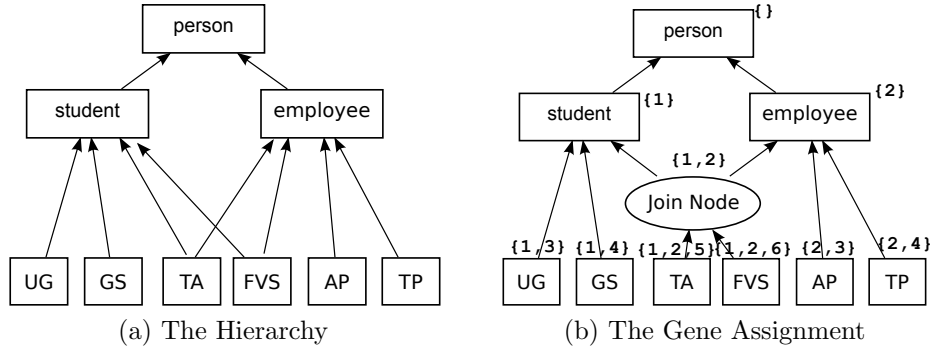 person
student
employee
UG
GS
TA
FVS
AP
TP
(a) The Hierarchy
{}
person
student
{1}
employee
{2}
{1,2}
Join Node
{1,3}
{1,4}
{1,2,5}
{1,2,6}
{2,3}
{2,4}
UG
GS
TA
FVS
AP
TP
(b) The Gene Assignment